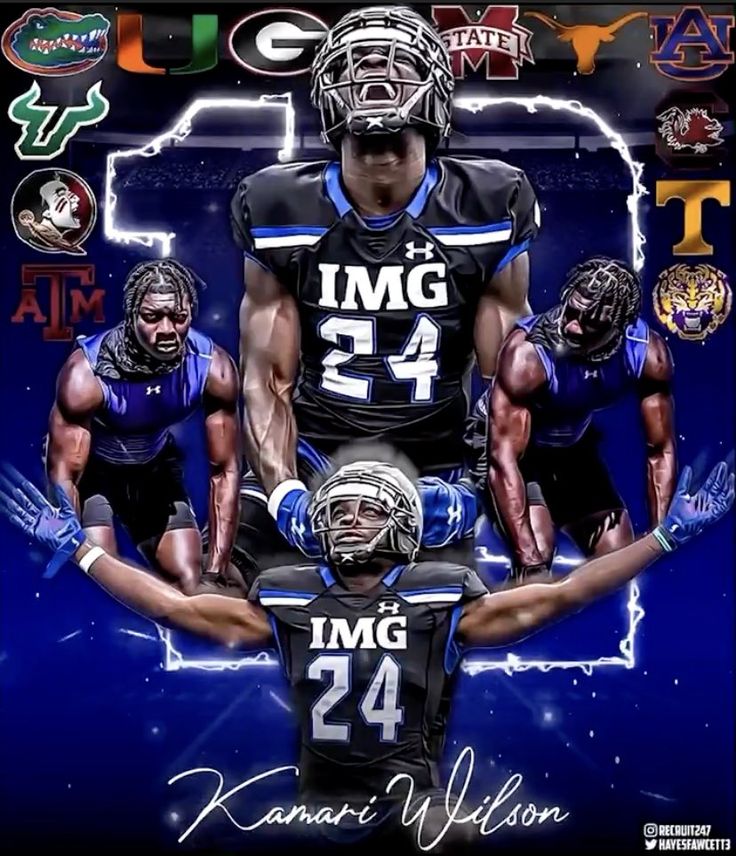 STATE
A T M
IMG
24
IMG
24
Kamari Wilson
RECRUIT247
HAYESFAWCETT3